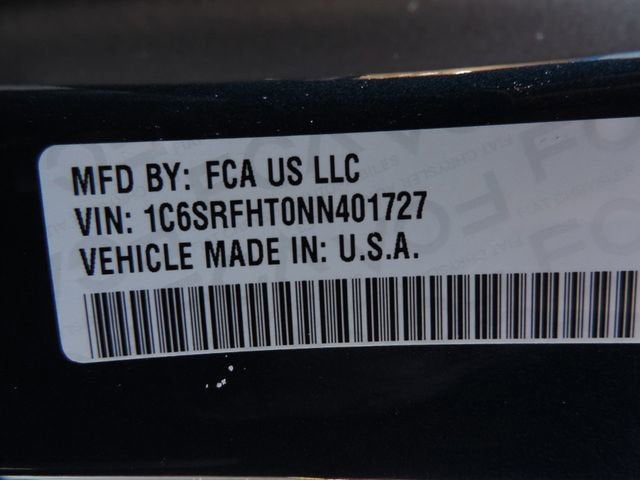 MFD BY: FCA US LLC
VIN: 1C6SRFHT0NN401727
VEHICLE MADE IN: U.S.A.